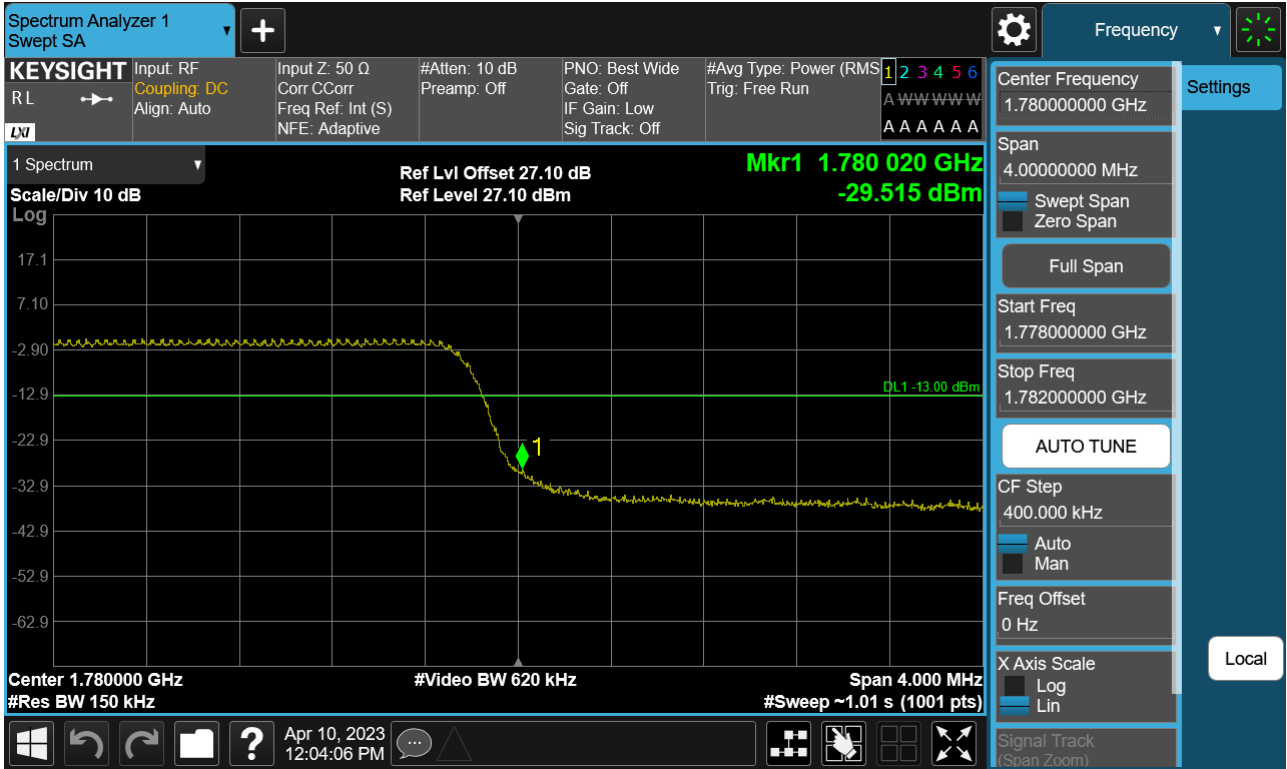 Spectrum Analyzer 1
Swept SA
+
Frequency
KEYSIGHT
R L
LXI
Input: RF
Coupling: DC
Align: Auto
Input Z: 50 Ω
Corr CCorr
Freq Ref: Int (S)
NFE: Adaptive
#Atten: 10 dB
Preamp: Off
PNO: Best Wide
Gate: Off
IF Gain: Low
Sig Track: Off
#Avg Type: Power (RMS
Trig: Free Run
1 2 3 4 5 6
A W W W W W
A A A A A A
1 Spectrum
Scale/Div 10 dB
Log
Ref Lvl Offset 27.10 dB
Ref Level 27.10 dBm
Mkr1 1.780 020 GHz
-29.515 dBm
17.1
7.10
-2.90
-12.9
-22.9
-32.9
-42.9
-52.9
-62.9
DL1 -13.00 dBm
1
Center 1.780000 GHz
#Res BW 150 kHz
#Video BW 620 kHz
Span 4.000 MHz
#Sweep ~1.01 s (1001 pts)
Center Frequency
1.780000000 GHz
Span
4.00000000 MHz
Swept Span
Zero Span
Full Span
Start Freq
1.778000000 GHz
Stop Freq
1.782000000 GHz
AUTO TUNE
CF Step
400.000 kHz
Auto
Man
Freq Offset
0 Hz
X Axis Scale
Log
Lin
Signal Track
(Span Zoom)
Settings
Local
?
Apr 10, 2023
12:04:06 PM